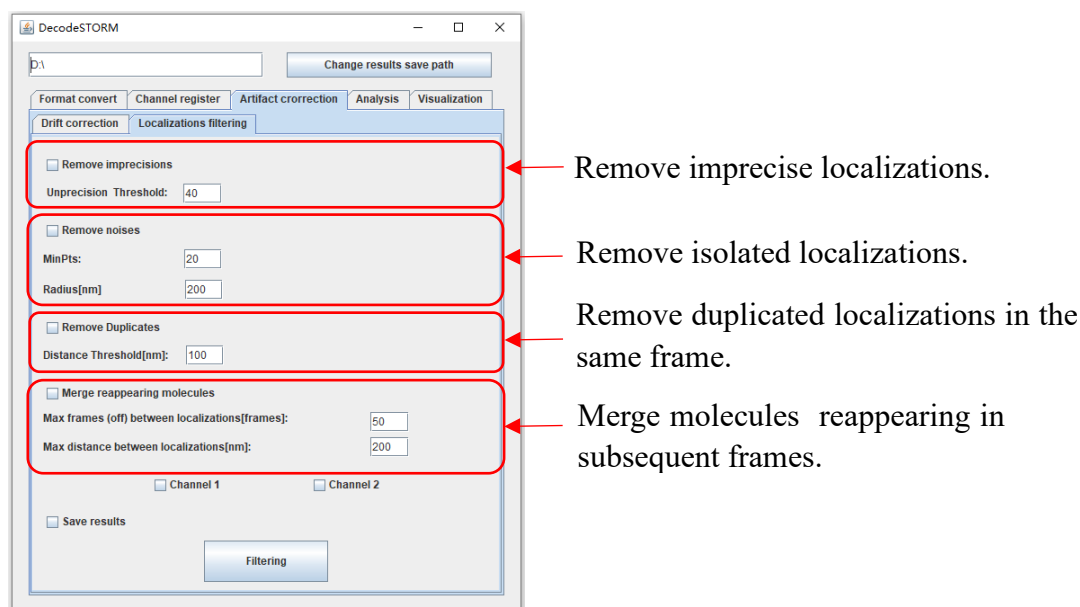 DecodeSTORM
D:\
Change results save path
Format convert Channel register Artifact crorrection Analysis Visualization
Drift correction Localizations filtering
Remove imprecisions
Unprecision Threshold: 40
Remove imprecise localizations.
Remove noises
MinPts: 20
Radius[nm] 200
Remove isolated localizations.
Remove Duplicates
Distance Threshold[nm]: 100
Remove duplicated localizations in the
same frame.
Merge reappearing molecules
Max frames (off) between localizations[frames]: 50
Max distance between localizations[nm]: 200
Merge molecules reappearing in
subsequent frames.
Channel 1 Channel 2
Save results
Filtering